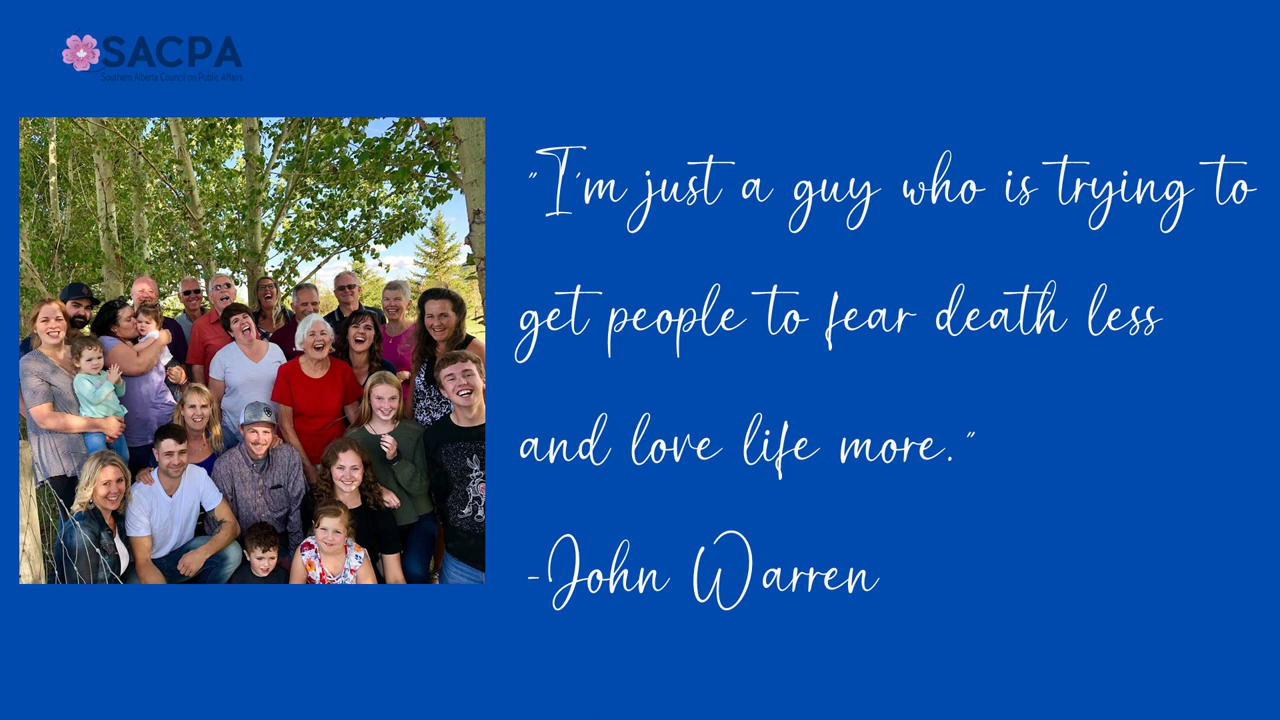 SACPA
Southern Alberta Council on Public Affairs
"I'm just a guy who is trying to
get people to fear death less
and love life more."
-John Warren